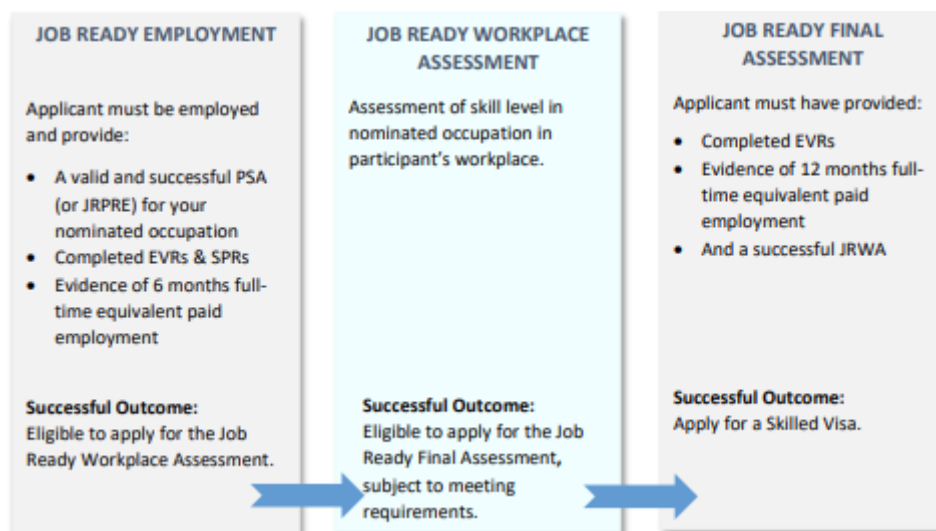 JOB READY EMPLOYMENT
Applicant must be employed
and provide:
• A valid and successful PSA
(or JRPRE) for your
nominated occupation
• Completed EVRs & SPRs
• Evidence of 6 months full-
time equivalent paid
employment
Successful Outcome:
Eligible to apply for the Job
Ready Workplace Assessment.
JOB READY WORKPLACE
ASSESSMENT
Assessment of skill level in
nominated occupation in
participant's workplace.
Successful Outcome:
Eligible to apply for the Job
Ready Final Assessment,
subject to meeting
requirements.
JOB READY FINAL
ASSESSMENT
Applicant must have provided:
• Completed EVRs
• Evidence of 12 months full-
time equivalent paid
employment
• And a successful JRWA
Successful Outcome:
Apply for a Skilled Visa.